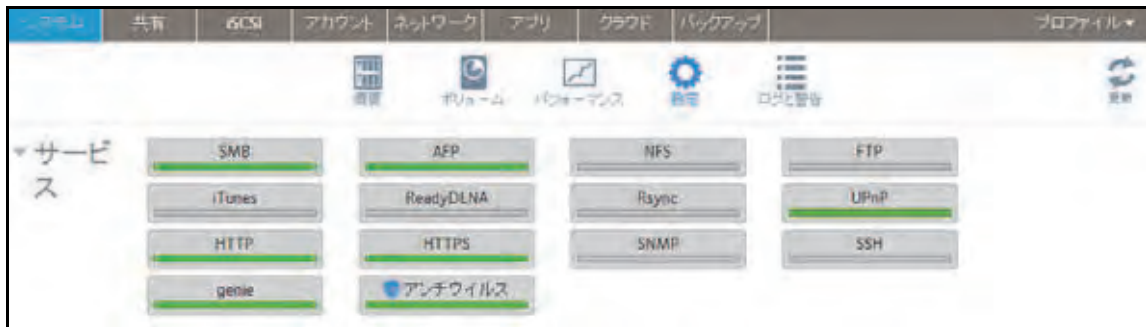 システム 共有 iSCSI アカウント ネットワーク アプリ クラウド バックアップ プロファイル▼
概要 ボリューム パフォーマンス 設定 ログと警告 更新
サービ
ス
SMB AFP NFS FTP
iTunes ReadyDLNA Rsync UPnP
HTTP HTTPS SNMP SSH
genie アンチウイルス